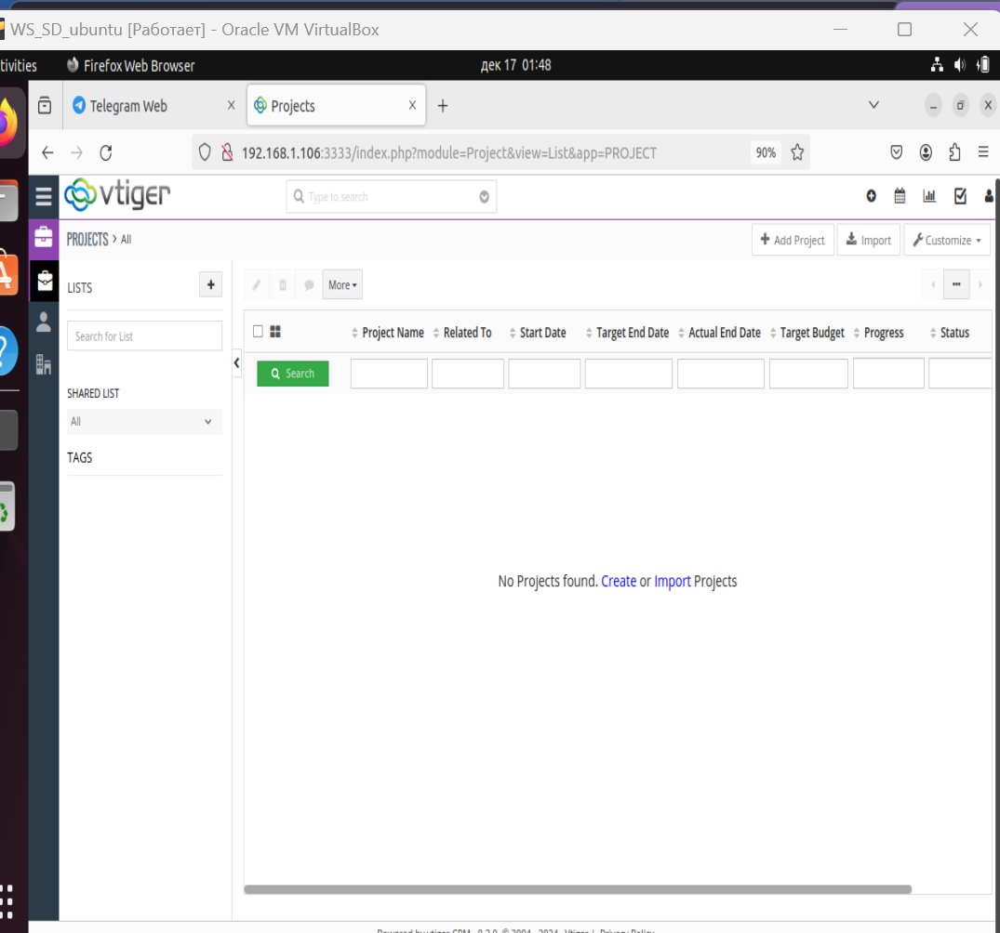 WS_SD_ubuntu [Работает] - Oracle VM VirtualBox
tivities Firefox Web Browser дек 17 01:48
Telegram Web Projects
192.168.1.106:3333/index.php?module=Project&view=List&app=PROJECT 90%
vtiger Type to search
PROJECTS > All Add Project Import Customize
LISTS More
Search for List
Project Name Related To Start Date Target End Date Actual End Date Target Budget Progress Status
Search
SHARED LIST
All
TAGS
No Projects found. Create or Import Projects
Powered by vtiger CRM - 8.3.0 © 2004 - 2024 Vtiger | Privacy Policy